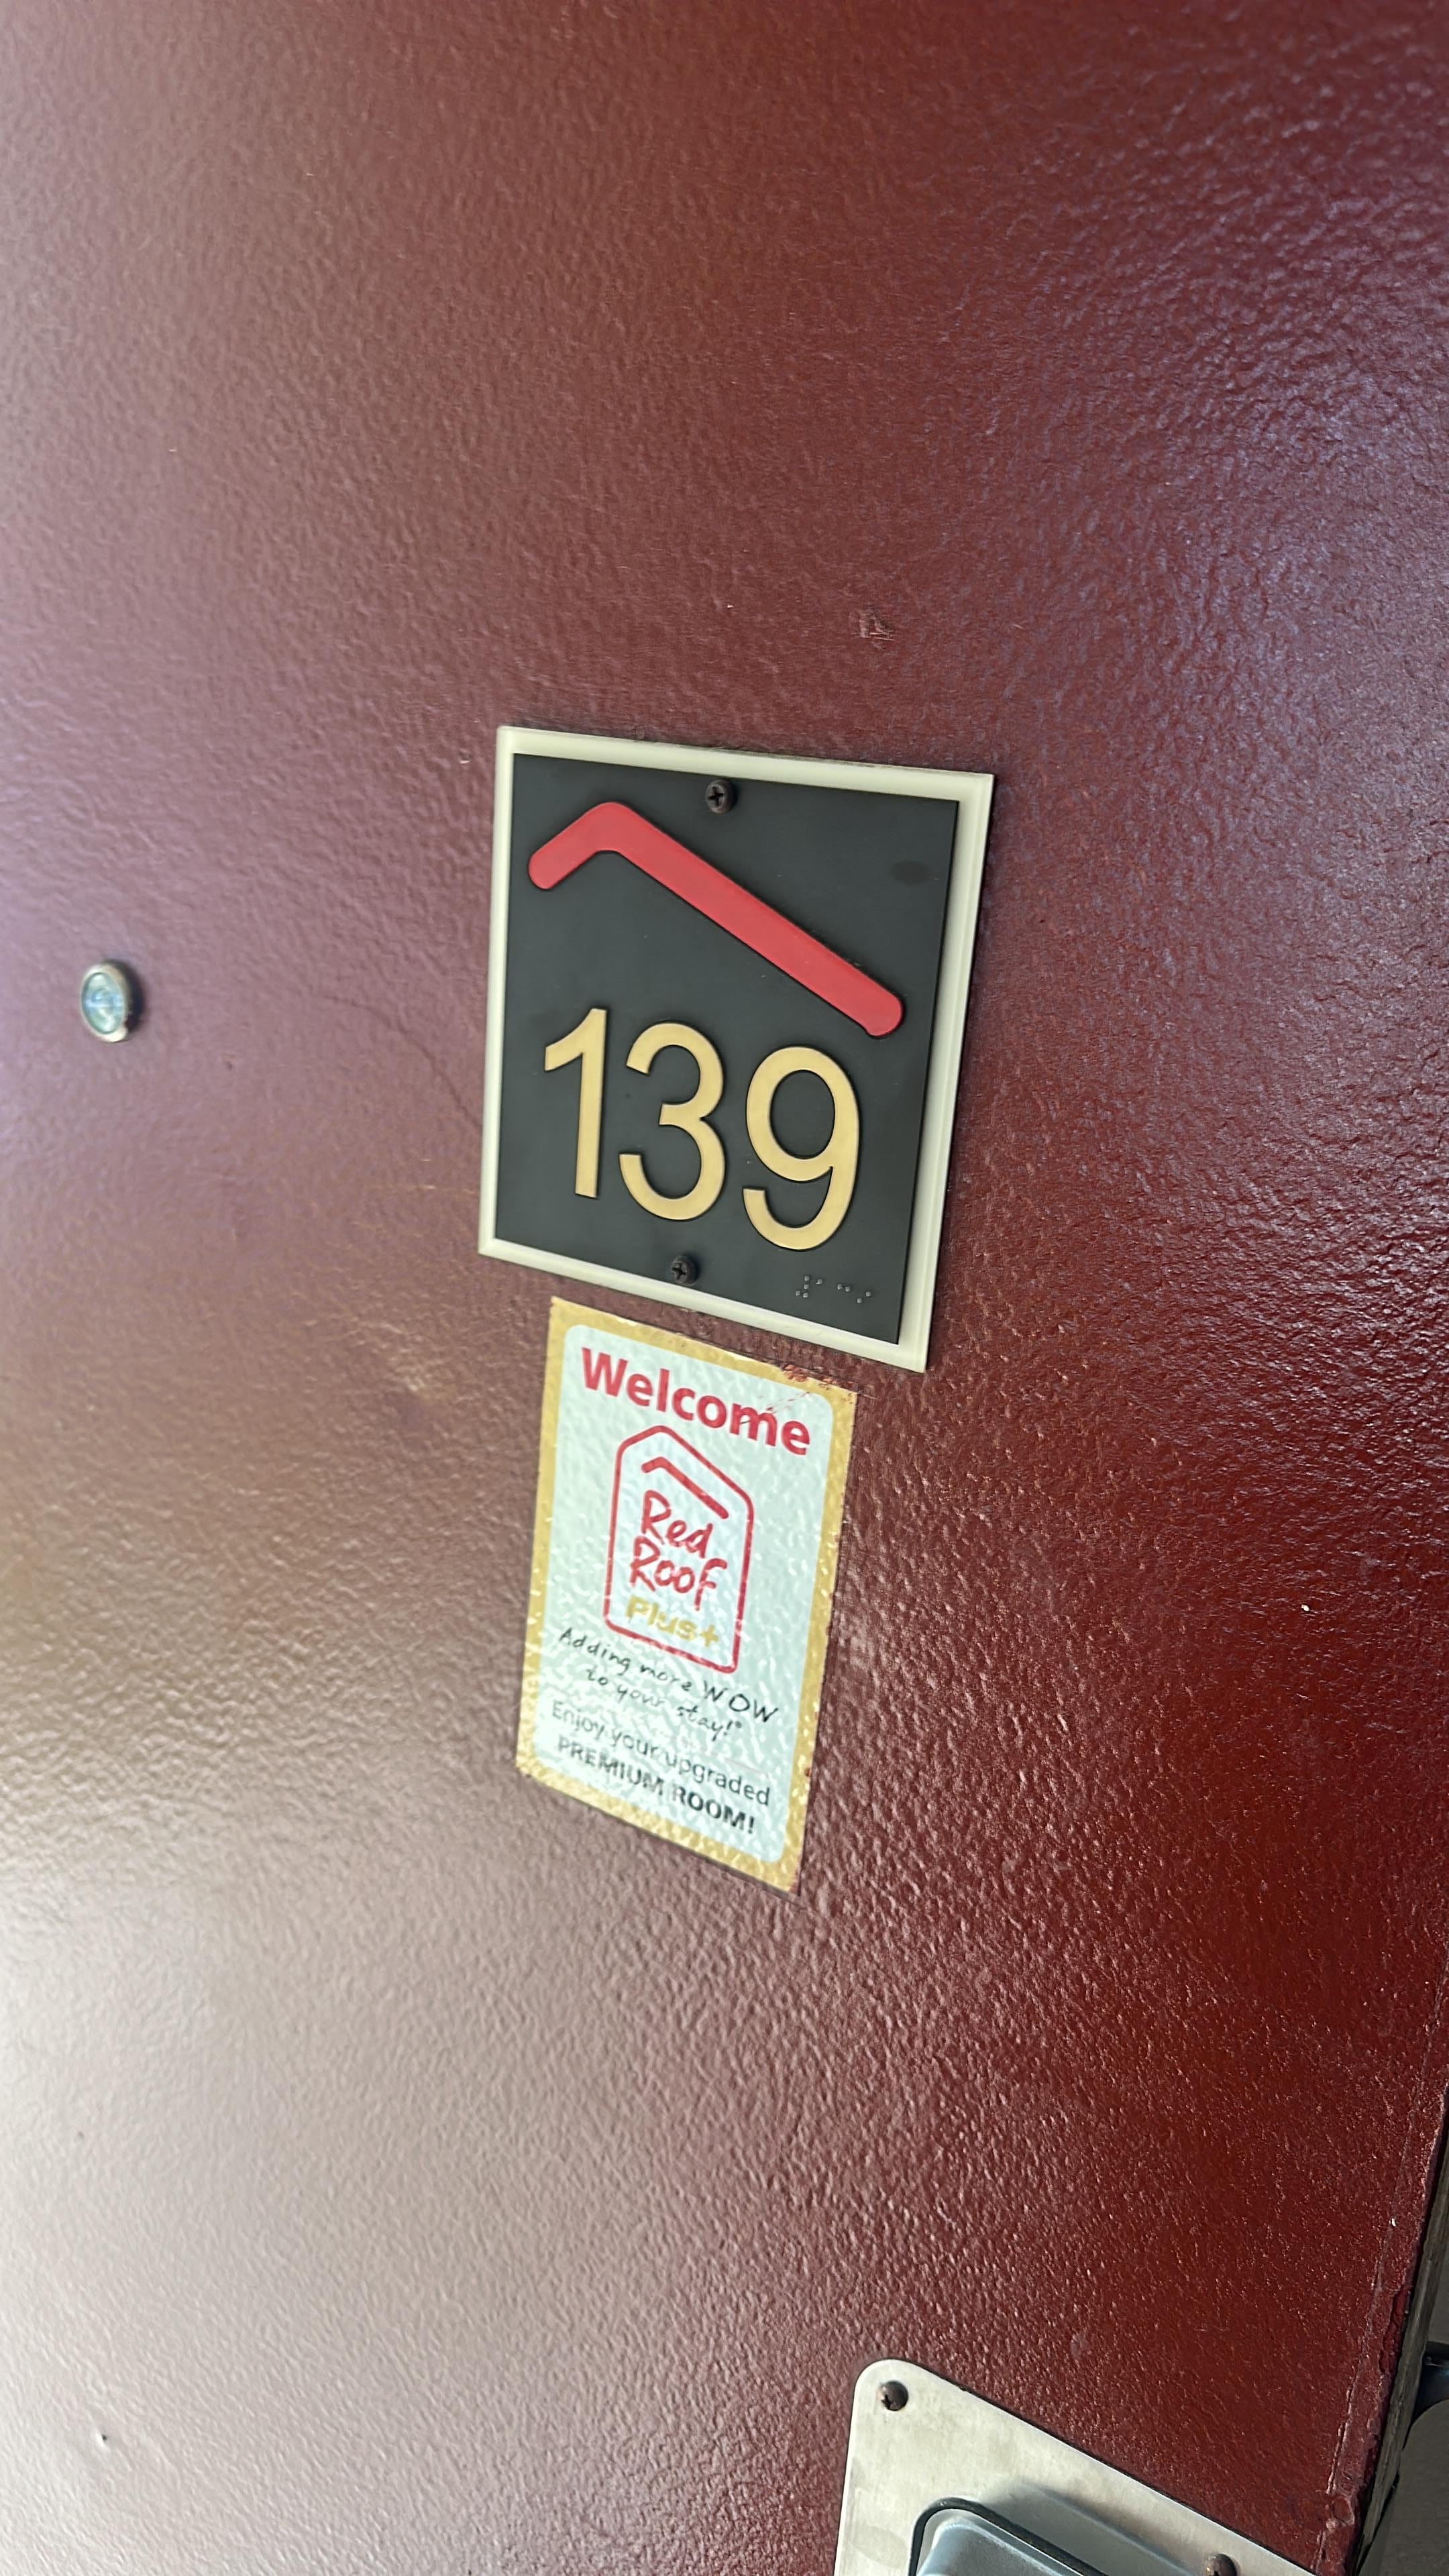 139
Welcome
Red
Roof
Plus+
Adding more WOW
to your stay!®
Enjoy your upgraded
PREMIUM ROOM!